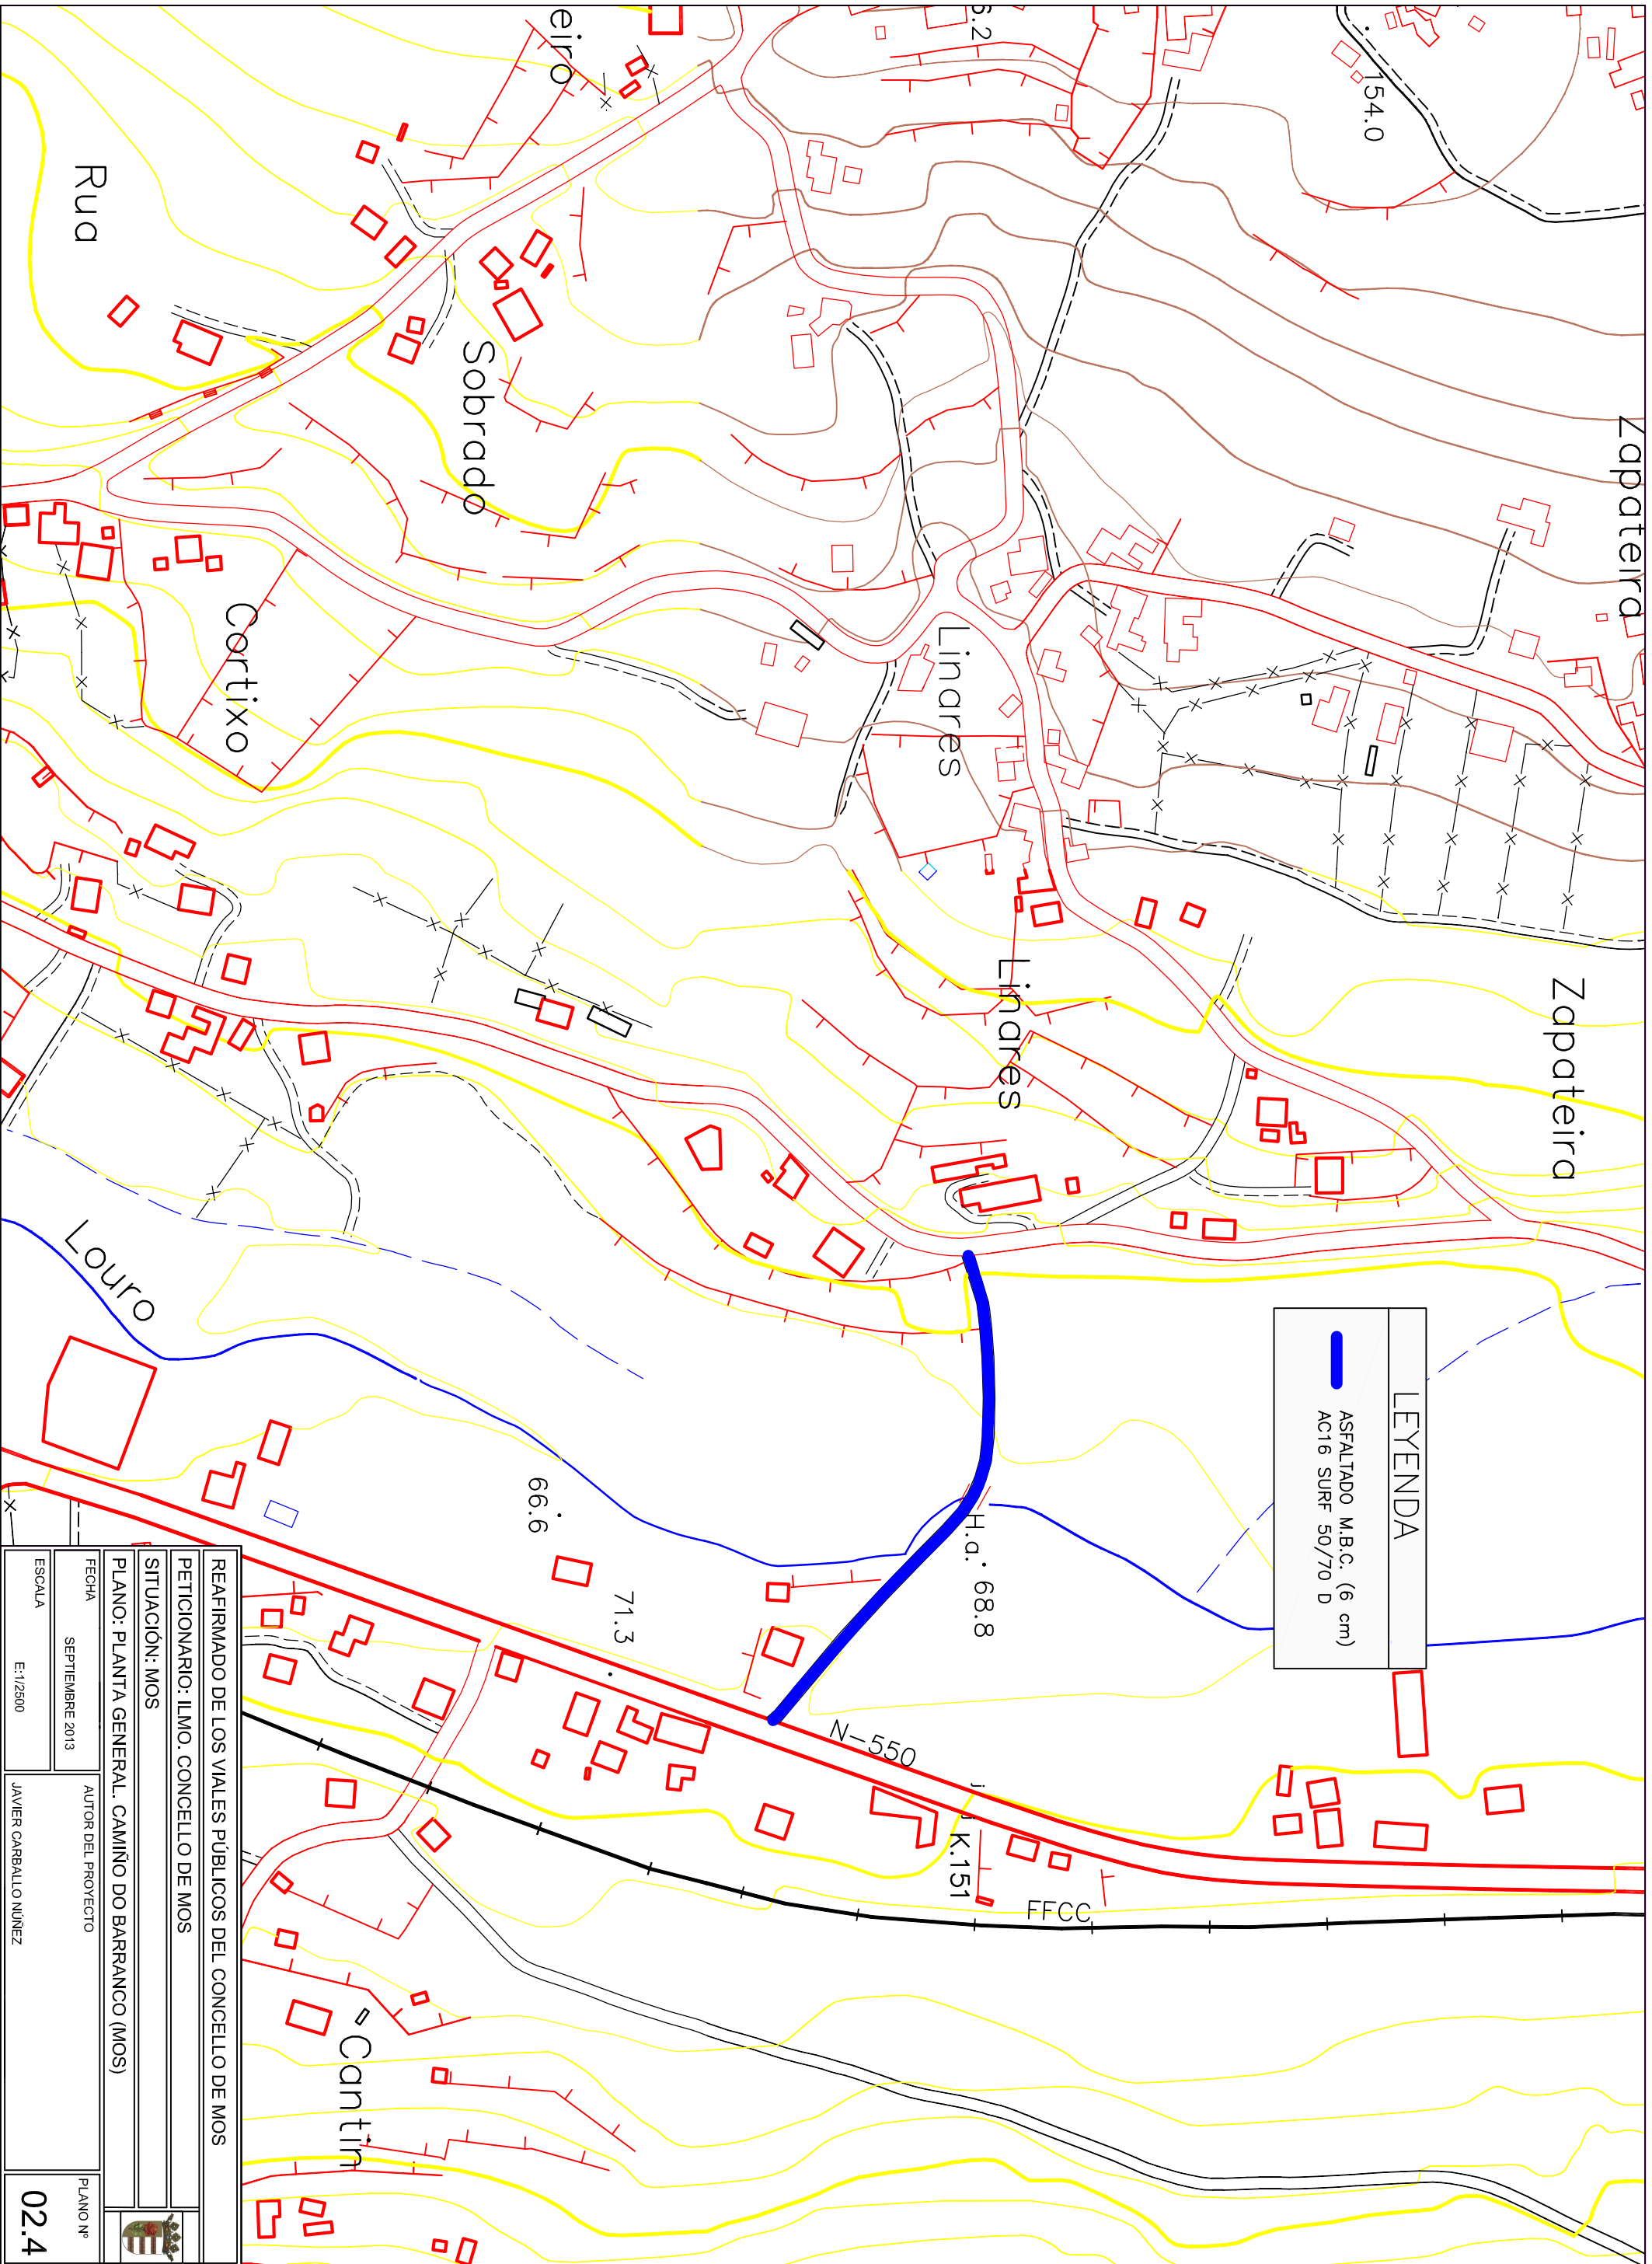 154.0
Zapateira
Zapateira
Linares
Linares
6.2
eiro
Sobrado
Rua
Cortixo
Louro
LEYENDA
ASFALTADO M.B.C. (6 cm)
AC16 SURF 50/70 D
H.a.
68.8
66.6
71.3
N-550
K.151
FFCC
Cantin
REAFIRMADO DE LOS VIALES PÚBLICOS DEL CONCELLO DE MOS
PETICIONARIO: ILMO. CONCELLO DE MOS
SITUACIÓN: MOS
PLANO: PLANTA GENERAL. CAMIÑO DO BARRANCO (MOS)
FECHA
SEPTIEMBRE 2013
AUTOR DEL PROYECTO
PLANO Nº
ESCALA
E:1/2500
JAVIER CARBALLO NÚÑEZ
02.4